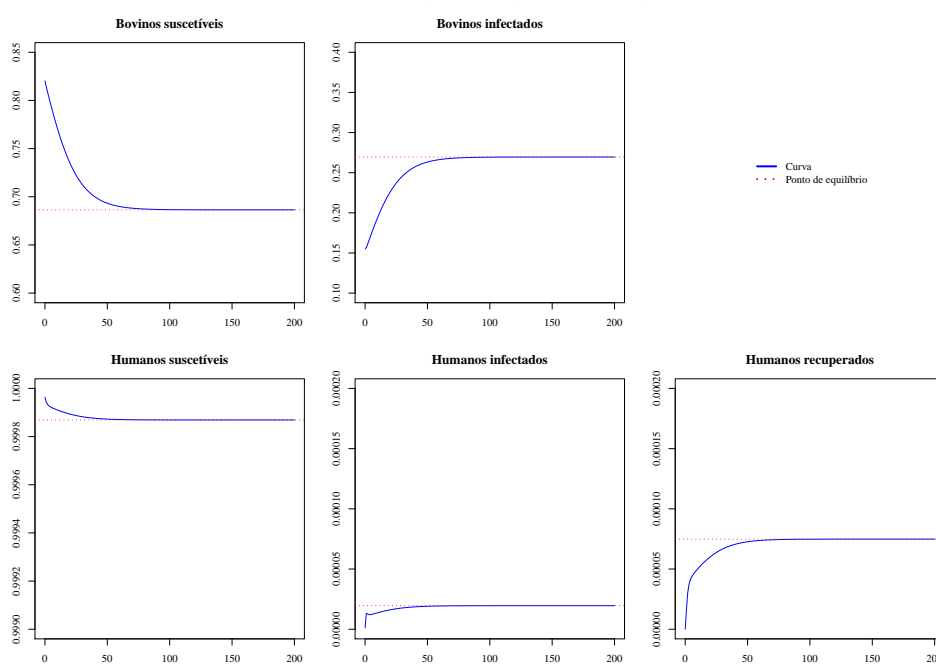 Bovinos suscetíveis
0.85
0.80
0.75
0.70
0.65
0.60
0 50 100 150 200
Bovinos infectados
0.40
0.30
0.25
0.20
0.15
0.10
0 50 100 150 200
Curva
Ponto de equilíbrio
Humanos suscetíveis
1.0000
0.9998
0.9996
0.9994
0.9992
0.9990
0 50 100 150 200
Humanos infectados
0.00020
0.00015
0.00010
0.00005
0.00000
0 50 100 150 200
Humanos recuperados
0.00020
0.00015
0.00010
0.00005
0.00000
0 50 100 150 200